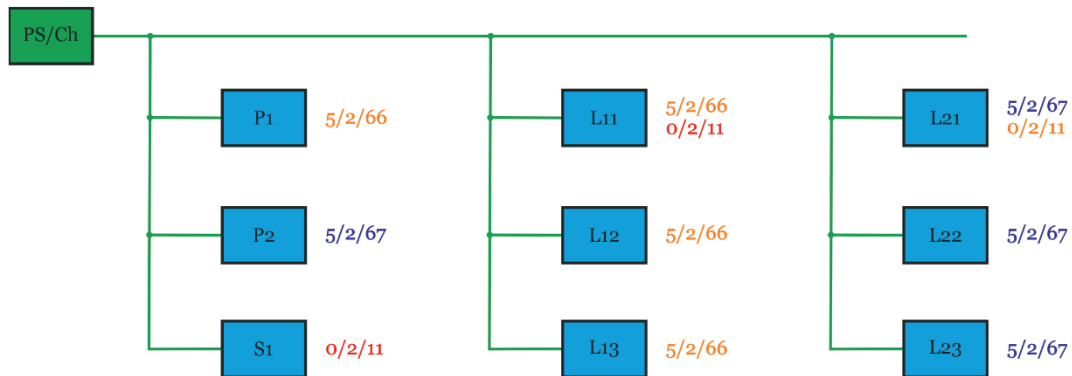 PS/Ch
P1 5/2/66
L11 5/2/66
0/2/11
L21 5/2/67
0/2/11
P2 5/2/67
L12 5/2/66
L22 5/2/67
S1 0/2/11
L13 5/2/66
L23 5/2/67